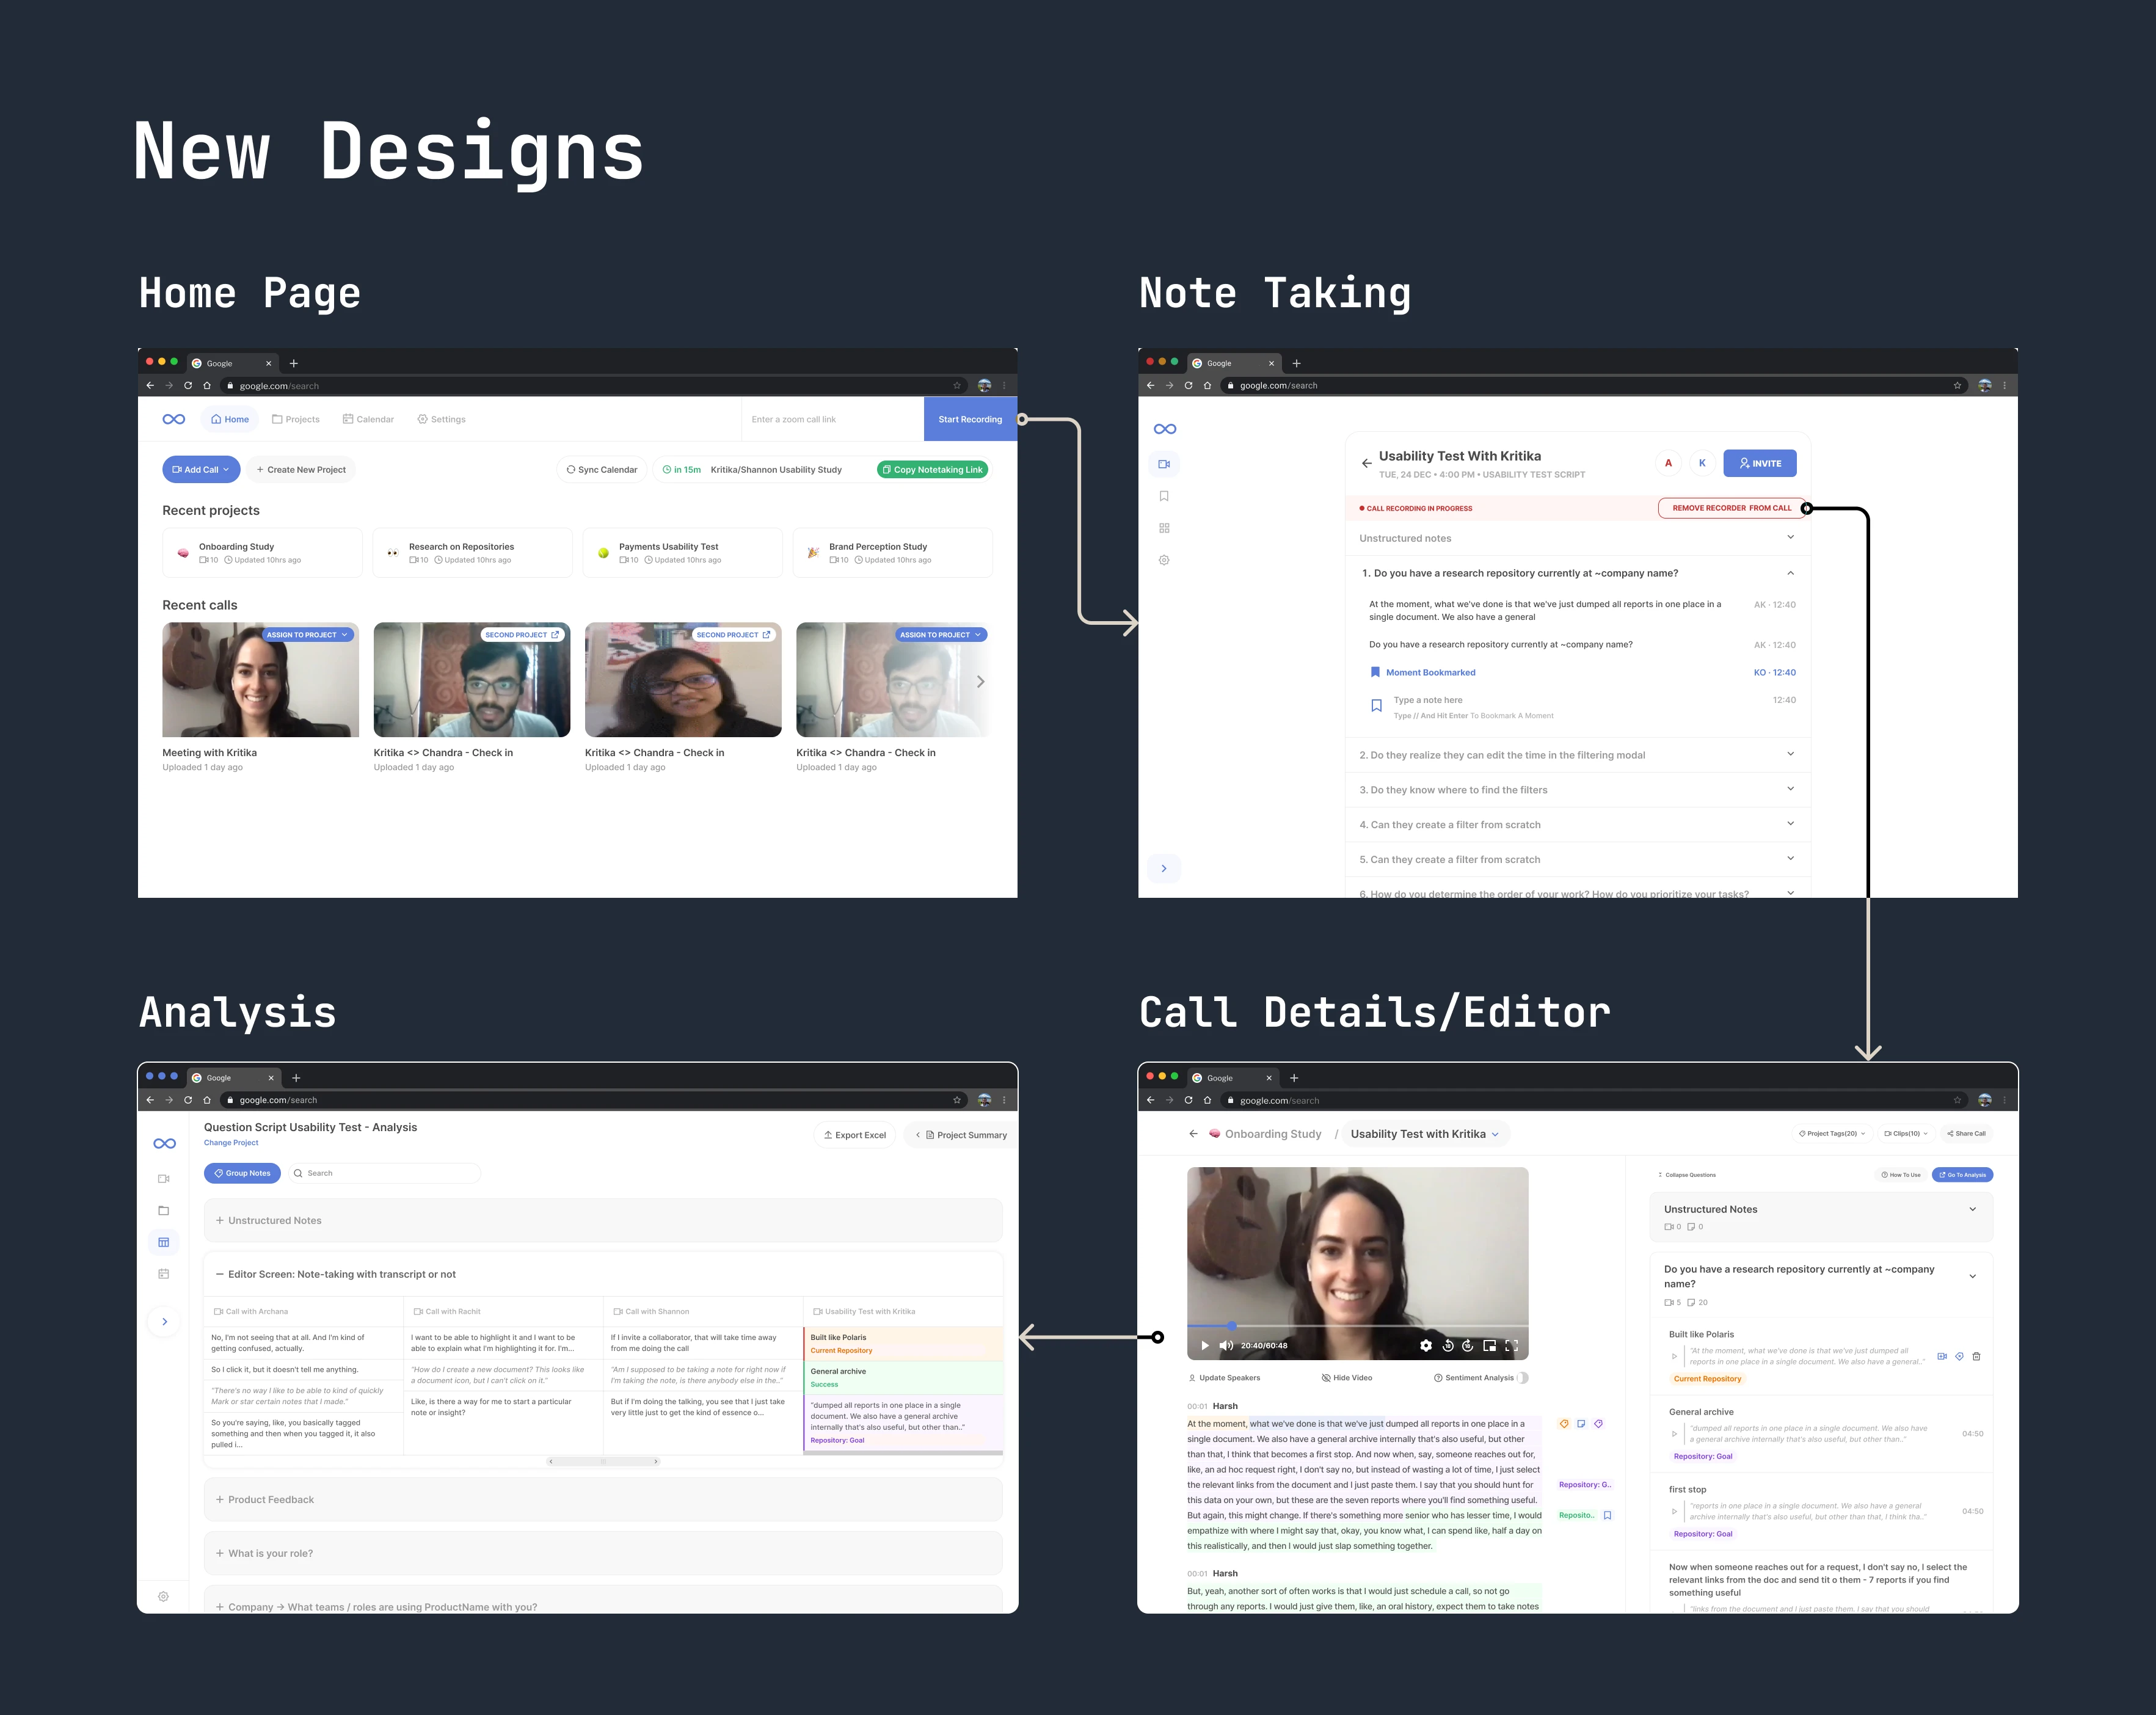 New Designs
Home Page
Google
google.com/search
Home
Projects
Calendar
Settings
Enter a zoom call link
Start Recording
Add Call
+ Create New Project
Sync Calendar
in 15m
Kritika/Shannon Usability Study
Copy Notetaking Link
Recent projects
Onboarding Study
10 Updated 10hrs ago
Research on Repositories
10 Updated 10hrs ago
Payments Usability Test
10 Updated 10hrs ago
Brand Perception Study
10 Updated 10hrs ago
Recent calls
ASSIGN TO PROJECT
SECOND PROJECT
SECOND PROJECT
ASSIGN TO PROJECT
Meeting with Kritika
Uploaded 1 day ago
Kritika <> Chandra - Check in
Uploaded 1 day ago
Kritika <> Chandra - Check in
Uploaded 1 day ago
Kritika <> Chandra - Check in
Uploaded 1 day ago
Note Taking
Google
google.com/search
Usability Test With Kritika
TUE, 24 DEC • 4:00 PM • USABILITY TEST SCRIPT
A
K
INVITE
CALL RECORDING IN PROGRESS
REMOVE RECORDER FROM CALL
Unstructured notes
1. Do you have a research repository currently at ~company name?
At the moment, what we've done is that we've just dumped all reports in one place in a
single document. We also have a general
AK · 12:40
Do you have a research repository currently at ~company name?
AK · 12:40
Moment Bookmarked
KO · 12:40
Type a note here
12:40
Type // And Hit Enter To Bookmark A Moment
2. Do they realize they can edit the time in the filtering modal
3. Do they know where to find the filters
4. Can they create a filter from scratch
5. Can they create a filter from scratch
6. How do you determine the order of your work? How do you prioritize your tasks?
Analysis
Google
google.com/search
Question Script Usability Test - Analysis
Change Project
Export Excel
Project Summary
Group Notes
Search
+ Unstructured Notes
– Editor Screen: Note-taking with transcript or not
Call with Archana
Call with Rachit
Call with Shannon
Usability Test with Kritika
No, I'm not seeing that at all. And I'm kind of
getting confused, actually.
So I click it, but it doesn't tell me anything.
"There's no way I like to be able to kind of quickly
Mark or star certain notes that I made."
So you're saying, like, you basically tagged
something and then when you tagged it, it also
pulled i...
I want to be able to highlight it and I want to be
able to explain what I'm highlighting it for. I'm...
"How do I create a new document? This looks like
a document icon, but I can't click on it."
Like, is there a way for me to start a particular
note or insight?
If I invite a collaborator, that will take time away
from me doing the call
"Am I supposed to be taking a note for right now if
I'm taking the note, is there anybody else in the.."
But if I'm doing the talking, you see that I just take
very little just to get the kind of essence o...
Built like Polaris
Current Repository
General archive
Success
"dumped all reports in one place in a single
document. We also have a general archive
internally that's also useful, but other than.."
Repository: Goal
+ Product Feedback
+ What is your role?
+ Company → What teams / roles are using ProductName with you?
Call Details/Editor
Google
google.com/search
Onboarding Study
/
Usability Test with Kritika
Project Tags(20)
Clips(10)
Share Call
20:40/60:48
Update Speakers
Hide Video
Sentiment Analysis
00:01 Harsh
At the moment, what we've done is that we've just dumped all reports in one place in a
single document. We also have a general archive internally that's also useful, but other
than that, I think that becomes a first stop. And now when, say, someone reaches out for,
like, an ad hoc request right, I don't say no, but instead of wasting a lot of time, I just select
the relevant links from the document and I just paste them. I say that you should hunt for
this data on your own, but these are the seven reports where you'll find something useful.
But again, this might change. If there's something more senior who has lesser time, I would
empathize with where I might say that, okay, you know what, I can spend like, half a day on
this realistically, and then I would just slap something together.
Repository: G..
Reposito..
00:01 Harsh
But, yeah, another sort of often works is that I would just schedule a call, so not go
through any reports. I would just give them, like, an oral history, expect them to take notes
Collapse Questions
How To Use
Go To Analysis
Unstructured Notes
0 0
Do you have a research repository currently at ~company
name?
5 20
Built like Polaris
"At the moment, what we've done is that we've just dumped all
reports in one place in a single document. We also have a general.."
Current Repository
General archive
"dumped all reports in one place in a single document. We also have
a general archive internally that's also useful, but other than.."
04:50
Repository: Goal
first stop
"reports in one place in a single document. We also have a general
archive internally that's also useful, but other than that, I think tha.."
04:50
Repository: Goal
Now when someone reaches out for a request, I don't say no, I select the
relevant links from the doc and send tit o them - 7 reports if you find
something useful
"links from the document and I just paste them. I say that you should